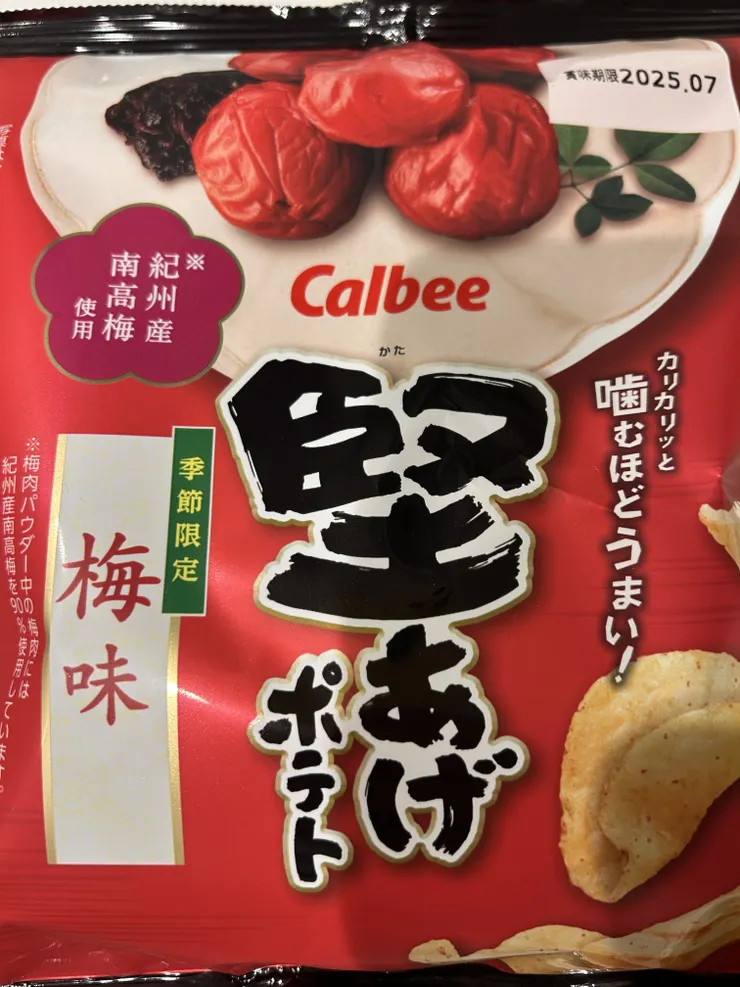 賞味期限2025.07
Calbee
※紀州産
南高梅
使用
かた
堅あげ
ポテト
カリカリッと
噛むほどうまい!
季節限定
梅味
※梅肉パウダー中の梅肉には
紀州産南高梅を90%使用しています。